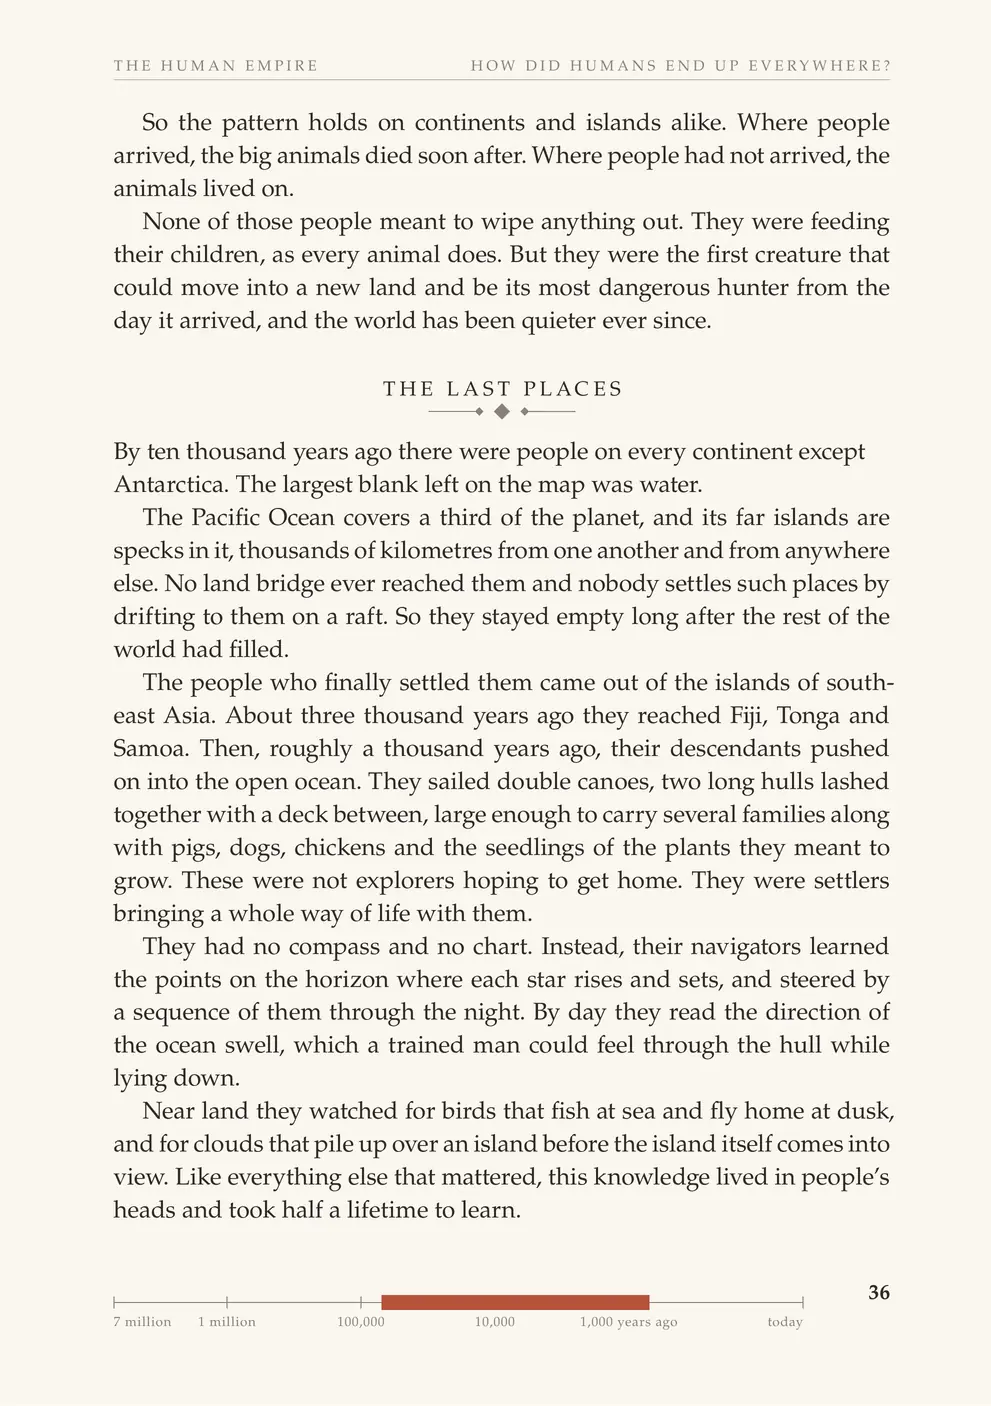 THE HUMAN EMPIRE
HOW DID HUMANS END UP EVERYWHERE?
So the pattern holds on continents and islands alike. Where people
arrived, the big animals died soon after. Where people had not arrived, the
animals lived on.
None of those people meant to wipe anything out. They were feeding
their children, as every animal does. But they were the first creature that
could move into a new land and be its most dangerous hunter from the
day it arrived, and the world has been quieter ever since.
THE LAST PLACES
By ten thousand years ago there were people on every continent except
Antarctica. The largest blank left on the map was water.
The Pacific Ocean covers a third of the planet, and its far islands are
specks in it, thousands of kilometres from one another and from anywhere
else. No land bridge ever reached them and nobody settles such places by
drifting to them on a raft. So they stayed empty long after the rest of the
world had filled.
The people who finally settled them came out of the islands of south-
east Asia. About three thousand years ago they reached Fiji, Tonga and
Samoa. Then, roughly a thousand years ago, their descendants pushed
on into the open ocean. They sailed double canoes, two long hulls lashed
together with a deck between, large enough to carry several families along
with pigs, dogs, chickens and the seedlings of the plants they meant to
grow. These were not explorers hoping to get home. They were settlers
bringing a whole way of life with them.
They had no compass and no chart. Instead, their navigators learned
the points on the horizon where each star rises and sets, and steered by
a sequence of them through the night. By day they read the direction of
the ocean swell, which a trained man could feel through the hull while
lying down.
Near land they watched for birds that fish at sea and fly home at dusk,
and for clouds that pile up over an island before the island itself comes into
view. Like everything else that mattered, this knowledge lived in people's
heads and took half a lifetime to learn.
36
7 million 1 million 100,000 10,000 1,000 years ago today